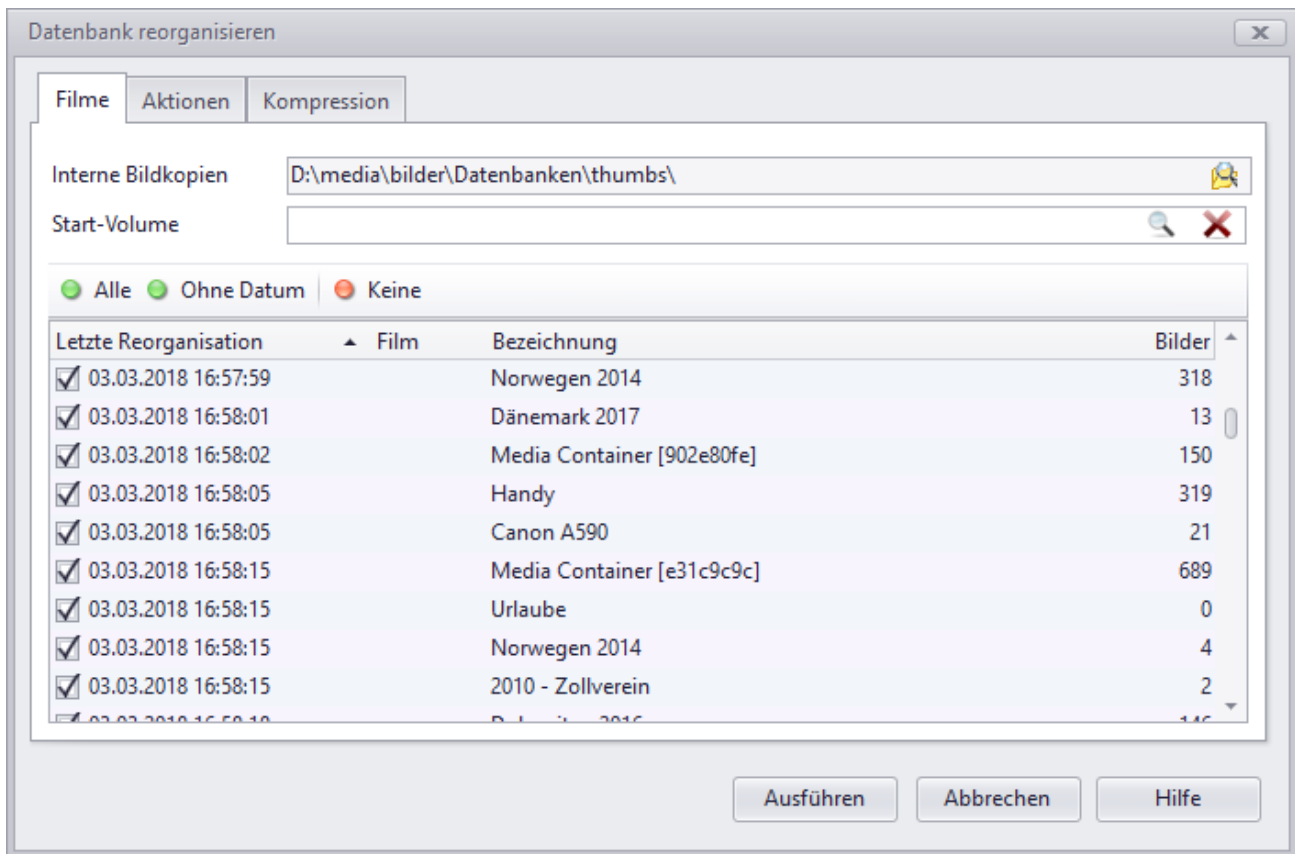 Datenbank reorganisieren
Filme Aktionen Kompression
Interne Bildkopien D:\media\bilder\Datenbanken\thumbs\
Start-Volume
Alle Ohne Datum Keine
Letzte Reorganisation Film Bezeichnung Bilder
03.03.2018 16:57:59 Norwegen 2014 318
03.03.2018 16:58:01 Dänemark 2017 13
03.03.2018 16:58:02 Media Container [902e80fe] 150
03.03.2018 16:58:05 Handy 319
03.03.2018 16:58:05 Canon A590 21
03.03.2018 16:58:15 Media Container [e31c9c9c] 689
03.03.2018 16:58:15 Urlaube 0
03.03.2018 16:58:15 Norwegen 2014 4
03.03.2018 16:58:15 2010 - Zollverein 2
Ausführen Abbrechen Hilfe